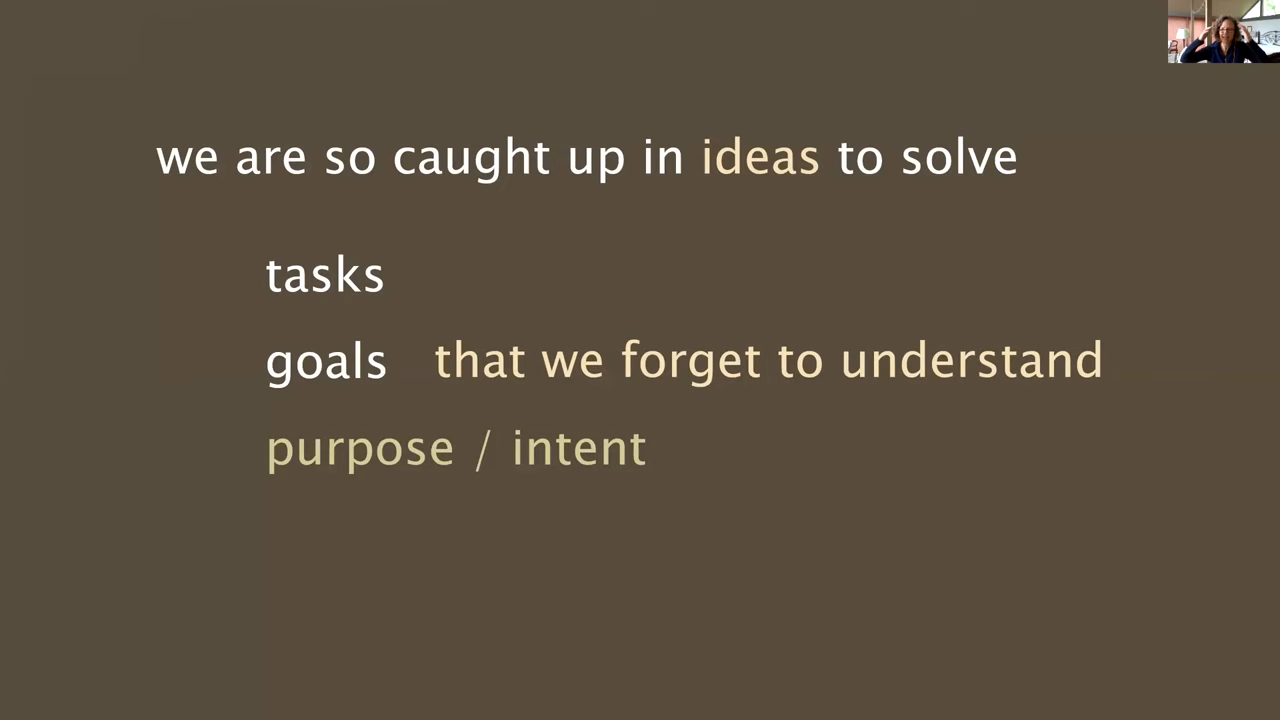 we are so caught up in ideas to solve
tasks
goals that we forget to understand
purpose / intent